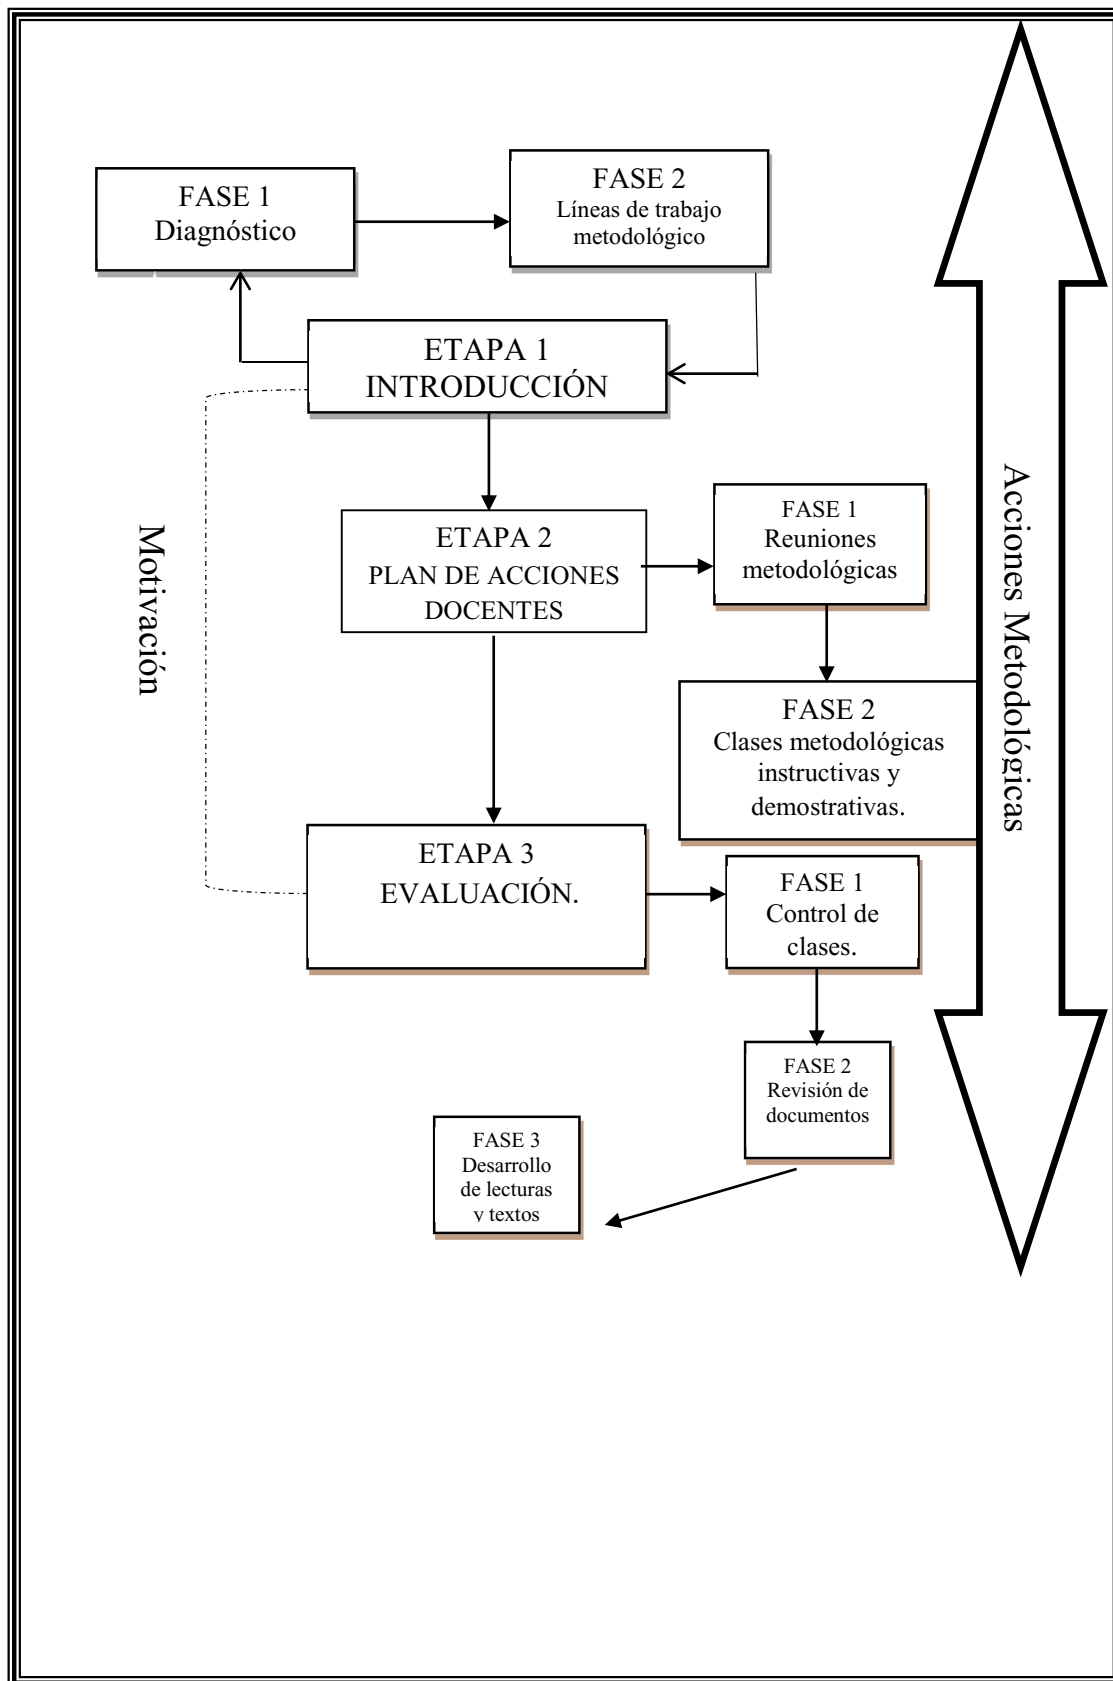 FASE 1
Diagnóstico
FASE 2
Líneas de trabajo
metodológico
ETAPA 1
INTRODUCCIÓN
Motivación
ETAPA 2
PLAN DE ACCIONES
DOCENTES
FASE 1
Reuniones
metodológicas
FASE 2
Clases metodológicas
instructivas y
demostrativas.
Acciones Metodológicas
ETAPA 3
EVALUACIÓN.
FASE 1
Control de
clases.
FASE 2
Revisión de
documentos
FASE 3
Desarrollo
de lecturas
y textos